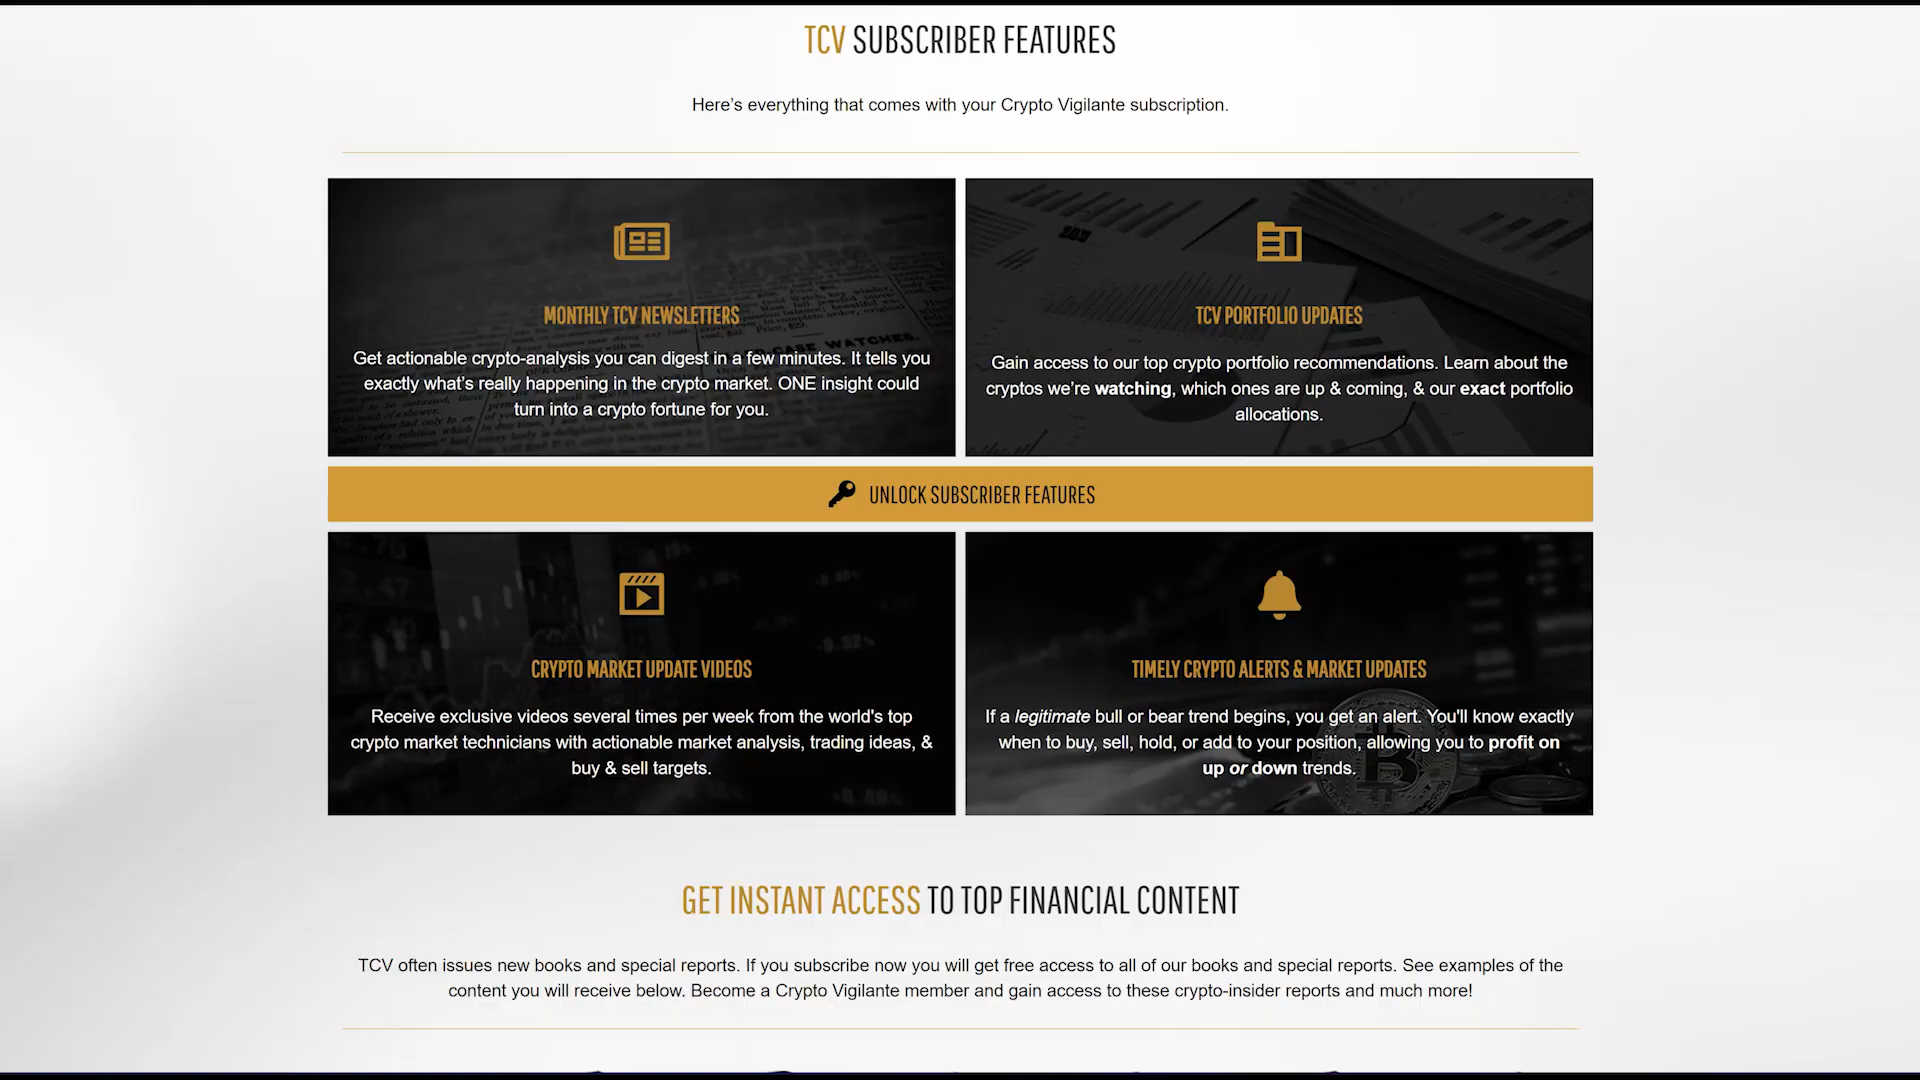 TCV SUBSCRIBER FEATURES
Here's everything that comes with your Crypto Vigilante subscription.
MONTHLY TCV NEWSLETTERS
Get actionable crypto-analysis you can digest in a few minutes. It tells you
exactly what's really happening in the crypto market. ONE insight could
turn into a crypto fortune for you.
TCV PORTFOLIO UPDATES
Gain access to our top crypto portfolio recommendations. Learn about the
cryptos we're watching, which ones are up & coming, & our exact portfolio
allocations.
UNLOCK SUBSCRIBER FEATURES
CRYPTO MARKET UPDATE VIDEOS
Receive exclusive videos several times per week from the world's top
crypto market technicians with actionable market analysis, trading ideas, &
buy & sell targets.
TIMELY CRYPTO ALERTS & MARKET UPDATES
If a legitimate bull or bear trend begins, you get an alert. You'll know exactly
when to buy, sell, hold, or add to your position, allowing you to profit on
up or down trends.
GET INSTANT ACCESS TO TOP FINANCIAL CONTENT
TCV often issues new books and special reports. If you subscribe now you will get free access to all of our books and special reports. See examples of the
content you will receive below. Become a Crypto Vigilante member and gain access to these crypto-insider reports and much more!